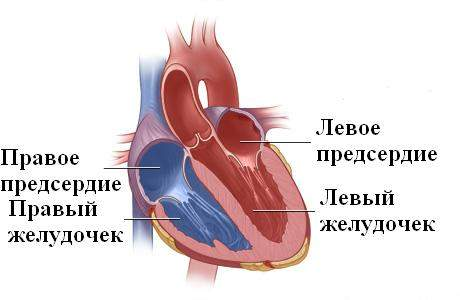 Левое
предсердие
Правое
предсердие
Правый
желудочек
Левый
желудочек